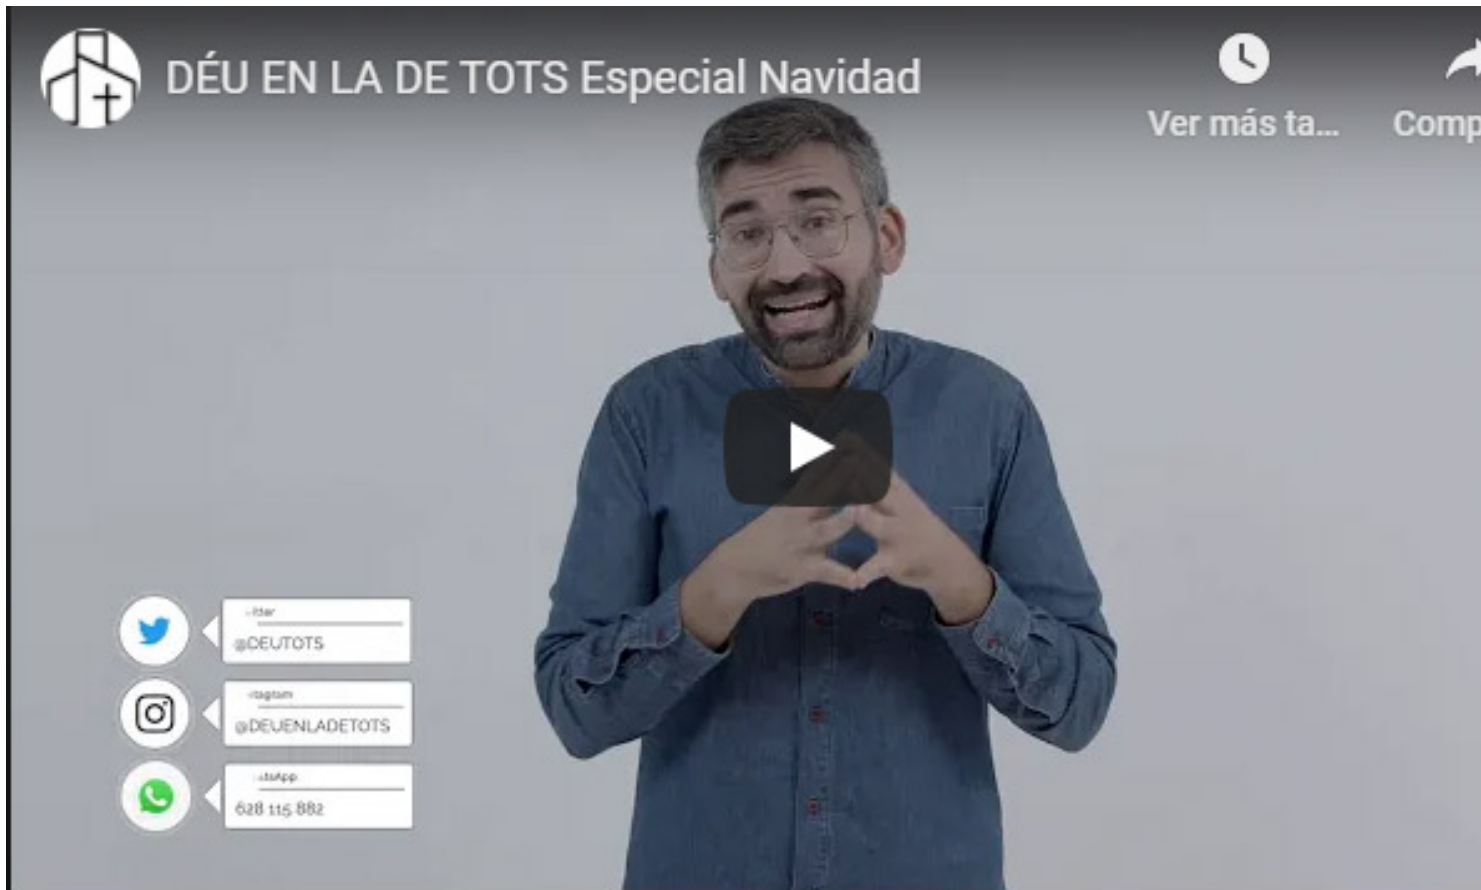 DÉU EN LA DE TOTS Especial Navidad
Ver más ta...
Comp
@DEUTOTS
@DEUENLADETOTS
628 115 882